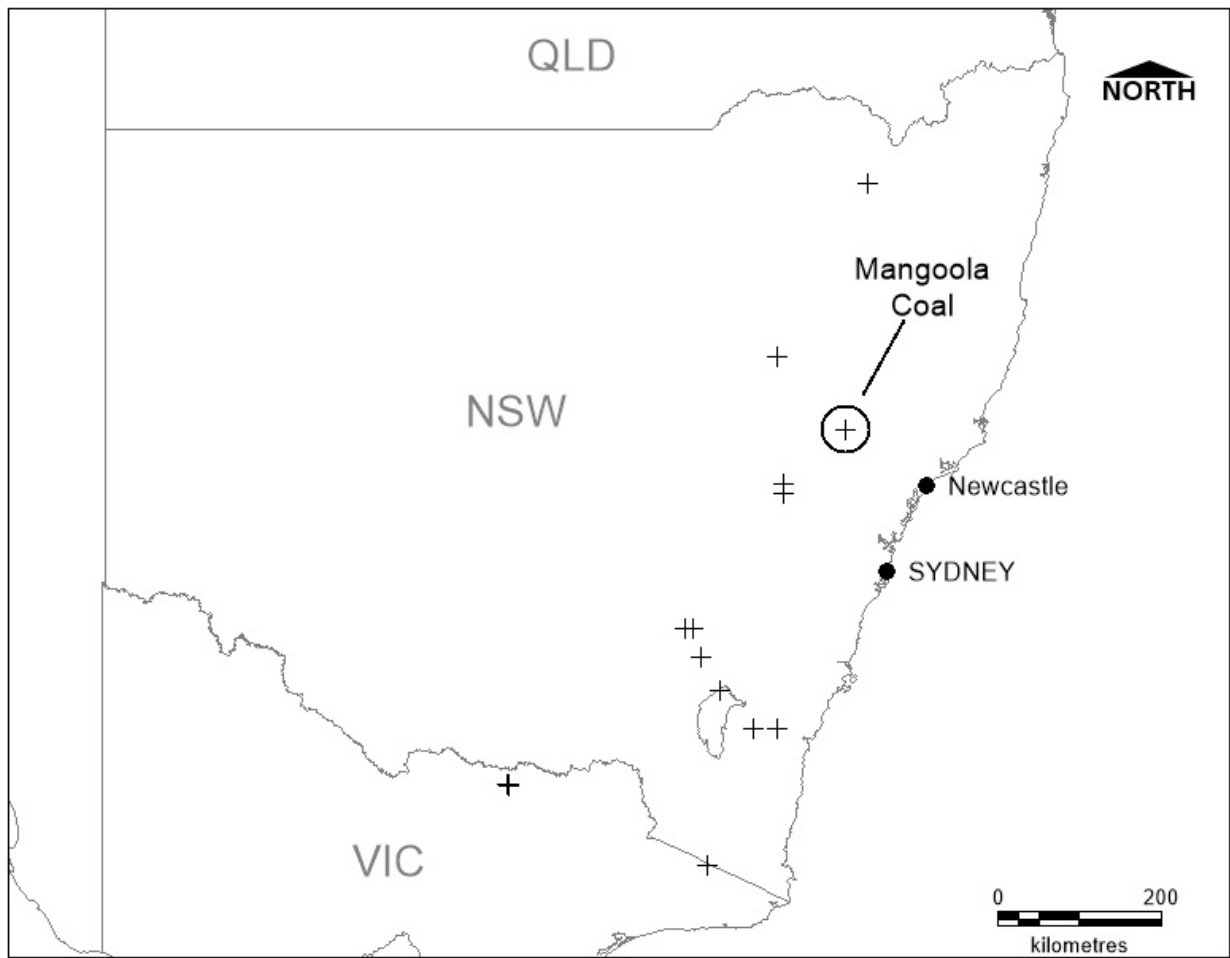 QLD
NORTH
Mangoola
Coal
NSW
Newcastle
SYDNEY
VIC
0 200
kilometres